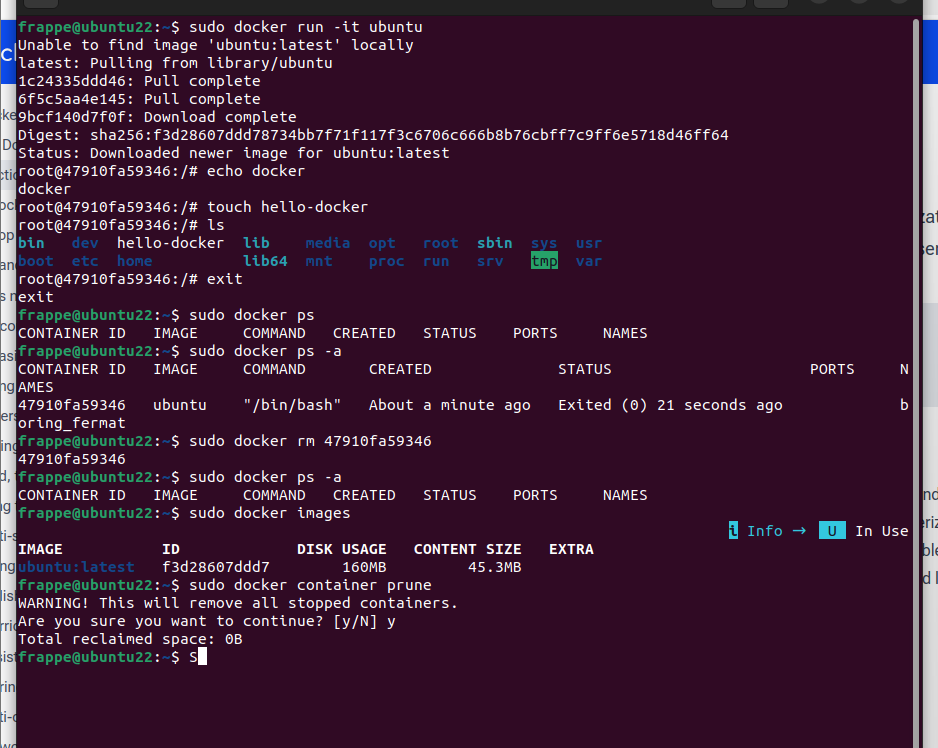 frappe@ubuntu22:~$ sudo docker run -it ubuntu
Unable to find image 'ubuntu:latest' locally
latest: Pulling from library/ubuntu
1c24335ddd46: Pull complete
6f5c5aa4e145: Pull complete
9bcf140d7f0f: Download complete
Digest: sha256:f3d28607ddd78734bb7f71f117f3c6706c666b8b76cbff7c9ff6e5718d46ff64
Status: Downloaded newer image for ubuntu:latest
root@47910fa59346:/# echo docker
docker
root@47910fa59346:/# touch hello-docker
root@47910fa59346:/# ls
bin   dev  hello-docker  lib    media  opt   root  sbin  sys  usr
boot  etc  home          lib64  mnt    proc  run   srv   tmp  var
root@47910fa59346:/# exit
exit
frappe@ubuntu22:~$ sudo docker ps
CONTAINER ID   IMAGE     COMMAND   CREATED   STATUS    PORTS     NAMES
frappe@ubuntu22:~$ sudo docker ps -a
CONTAINER ID   IMAGE     COMMAND       CREATED              STATUS                      PORTS     N
AMES
47910fa59346   ubuntu    "/bin/bash"   About a minute ago   Exited (0) 21 seconds ago             b
oring_fermat
frappe@ubuntu22:~$ sudo docker rm 47910fa59346
47910fa59346
frappe@ubuntu22:~$ sudo docker ps -a
CONTAINER ID   IMAGE     COMMAND   CREATED   STATUS    PORTS     NAMES
frappe@ubuntu22:~$ sudo docker images
i Info →   U  In Use
IMAGE           ID             DISK USAGE   CONTENT SIZE   EXTRA
ubuntu:latest   f3d28607ddd7        160MB         45.3MB
frappe@ubuntu22:~$ sudo docker container prune
WARNING! This will remove all stopped containers.
Are you sure you want to continue? [y/N] y
Total reclaimed space: 0B
frappe@ubuntu22:~$ S